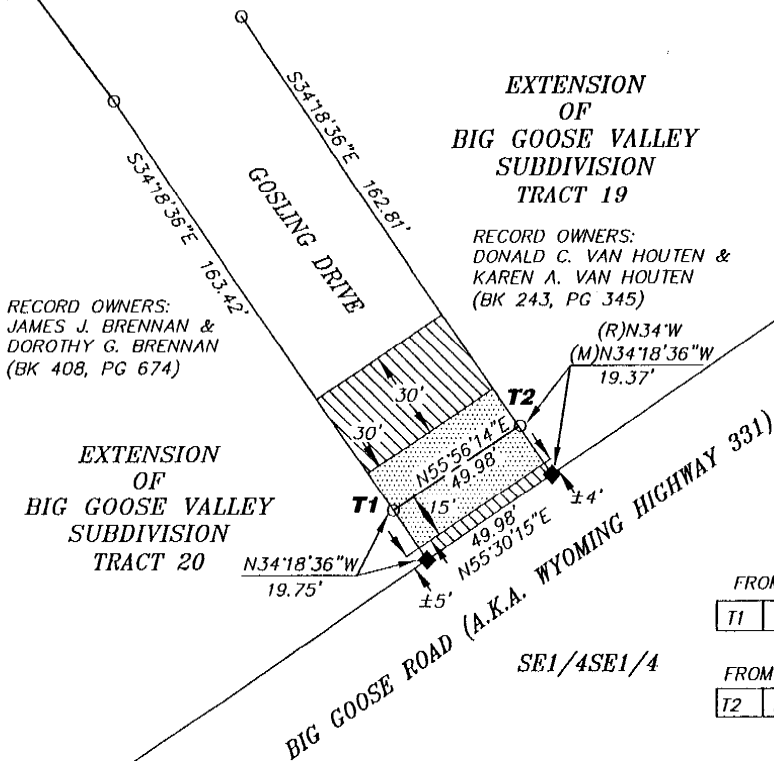 S34°18'36"E 162.81'
EXTENSION
OF
BIG GOOSE VALLEY
SUBDIVISION
TRACT 19
S34°18'36"E 163.42'
GOSLING DRIVE
RECORD OWNERS:
DONALD C. VAN HOUTEN &
KAREN A. VAN HOUTEN
(BK 243, PG 345)
RECORD OWNERS:
JAMES J. BRENNAN &
DOROTHY G. BRENNAN
(BK 408, PG 674)
(R)N34°W
(M)N34°18'36"W
19.37'
30'
30'
T2
N55°56'14"E
49.98'
T1
15'
EXTENSION
OF
BIG GOOSE VALLEY
SUBDIVISION
TRACT 20
±4'
49.98'
N55°30'15"E
N34°18'36"W
19.75'
±5'
BIG GOOSE ROAD (A.K.A. WYOMING HIGHWAY 331)
SE1/4SE1/4
FROM
T1
FROM
T2